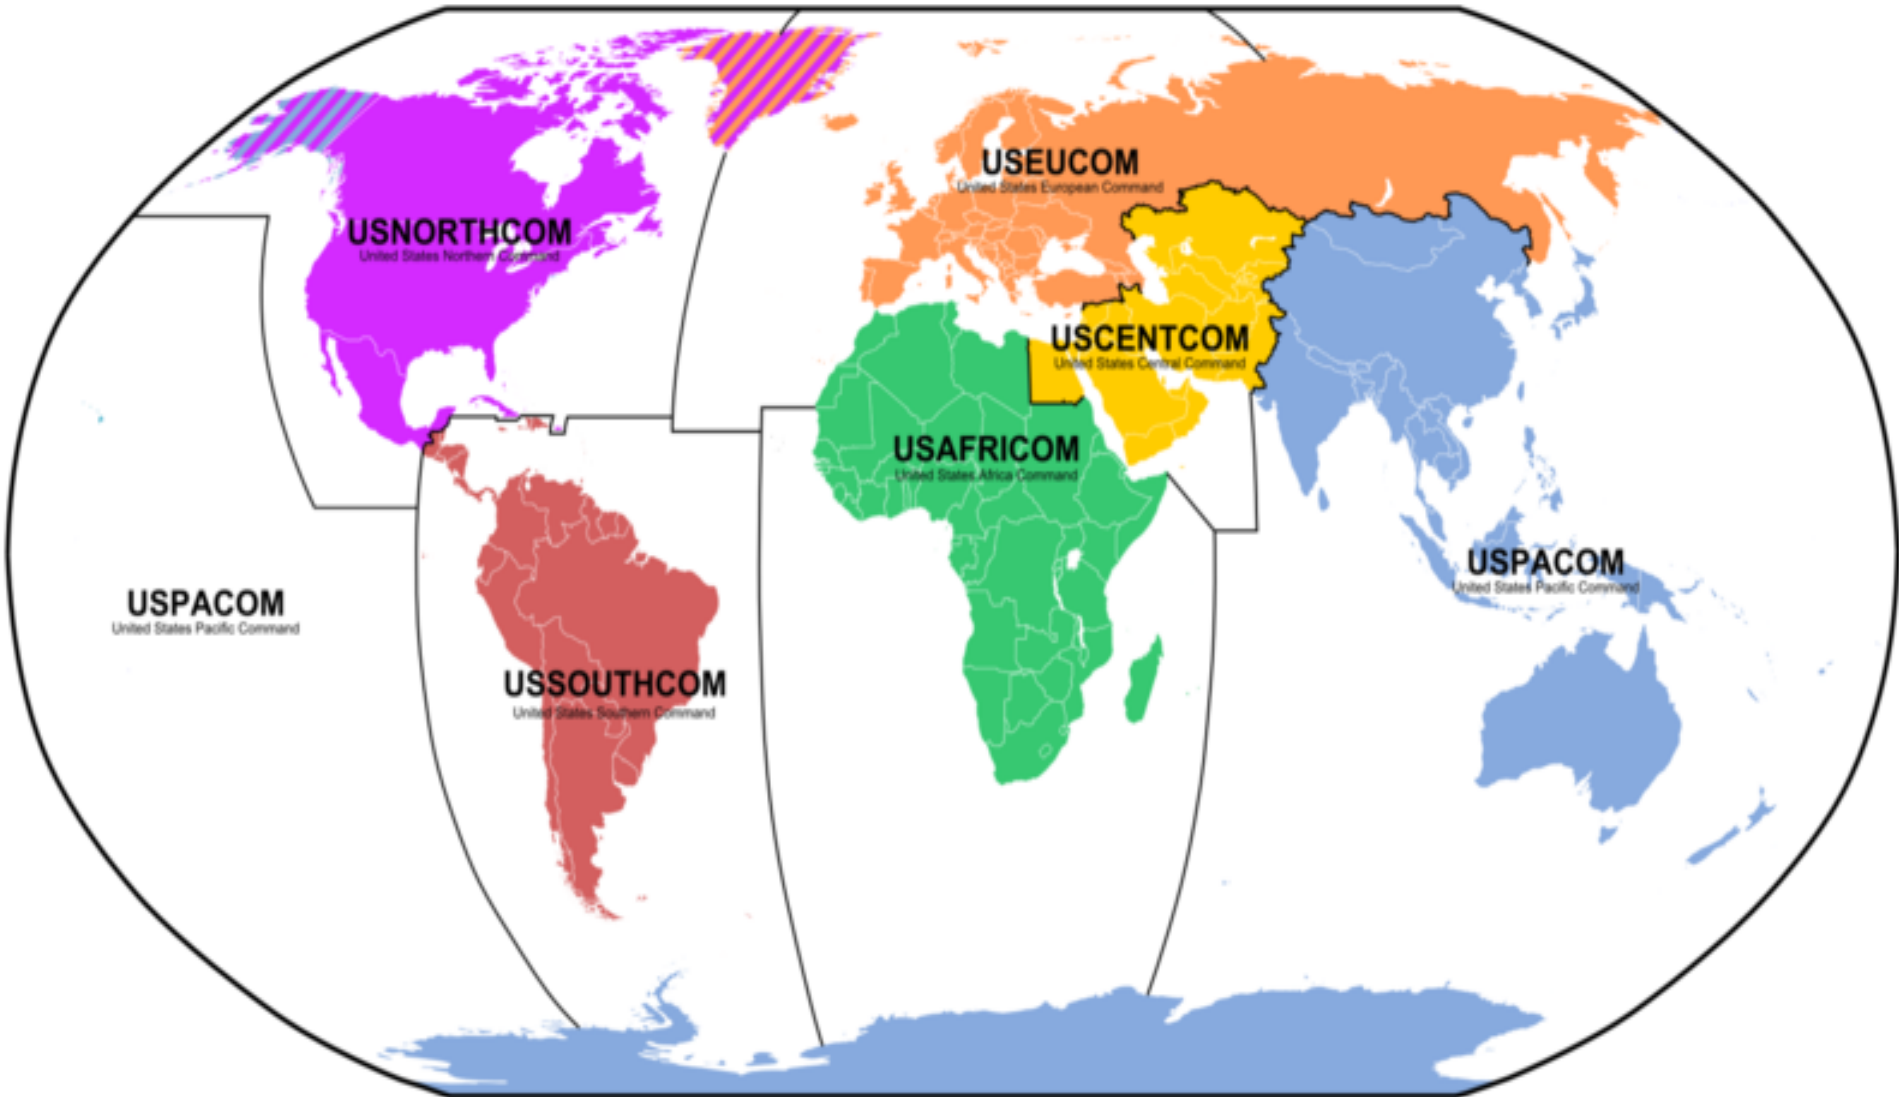 USEUCOM
United States European Command
USNORTHCOM
United States Northern Command
USCENTCOM
United States Central Command
USAFRICOM
United States Africa Command
USPACOM
United States Pacific Command
USPACOM
United States Pacific Command
USSOUTHCOM
United States Southern Command